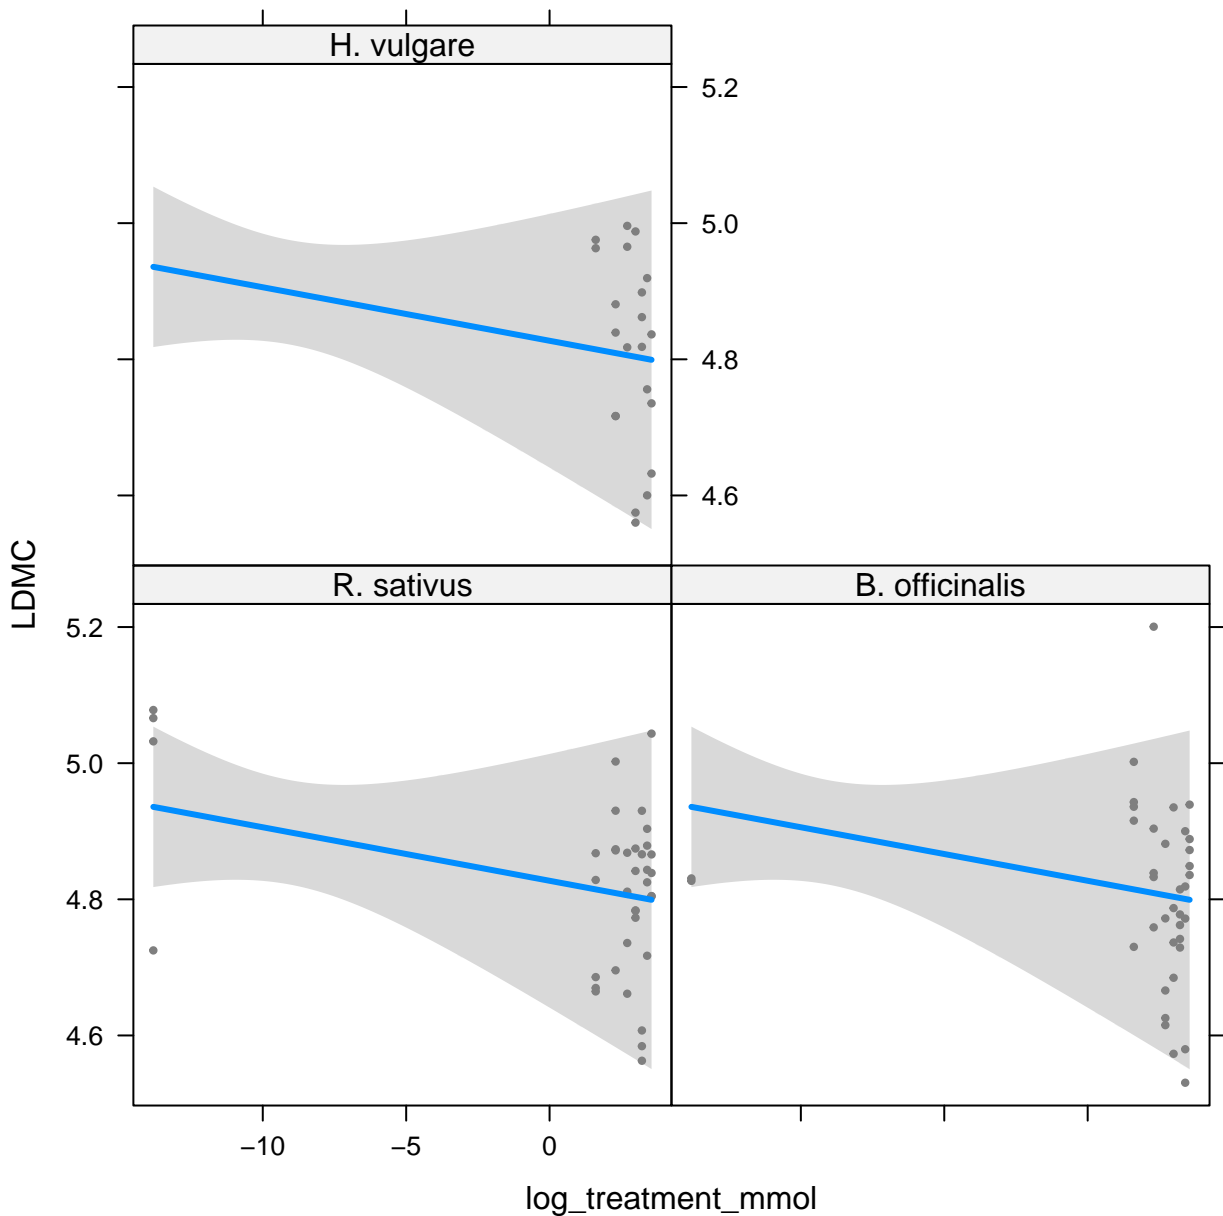 H. vulgare
5.2
5.0
4.8
4.6
LDMC
R. sativus
B. officinalis
5.2
5.0
4.8
4.6
−10
−5
0
log_treatment_mmol